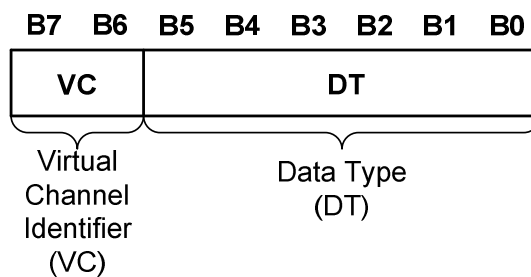 B7 B6 B5 B4 B3 B2 B1 B0
VC DT
Virtual
Channel
Identifier
(VC)
Data Type
(DT)